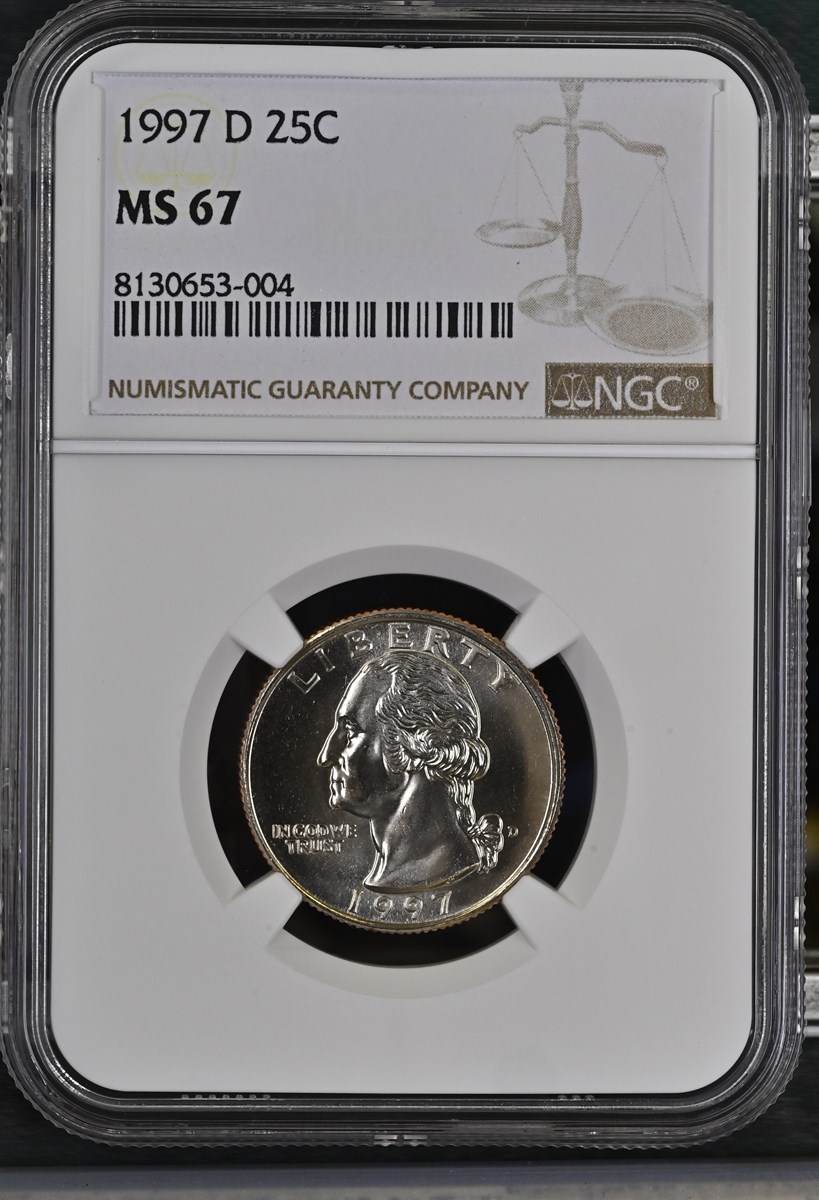 1997 D 25C
MS 67
8130653-004
NUMISMATIC GUARANTY COMPANY
NGC®
LIBERTY
IN GOD WE
TRUST
D
1997